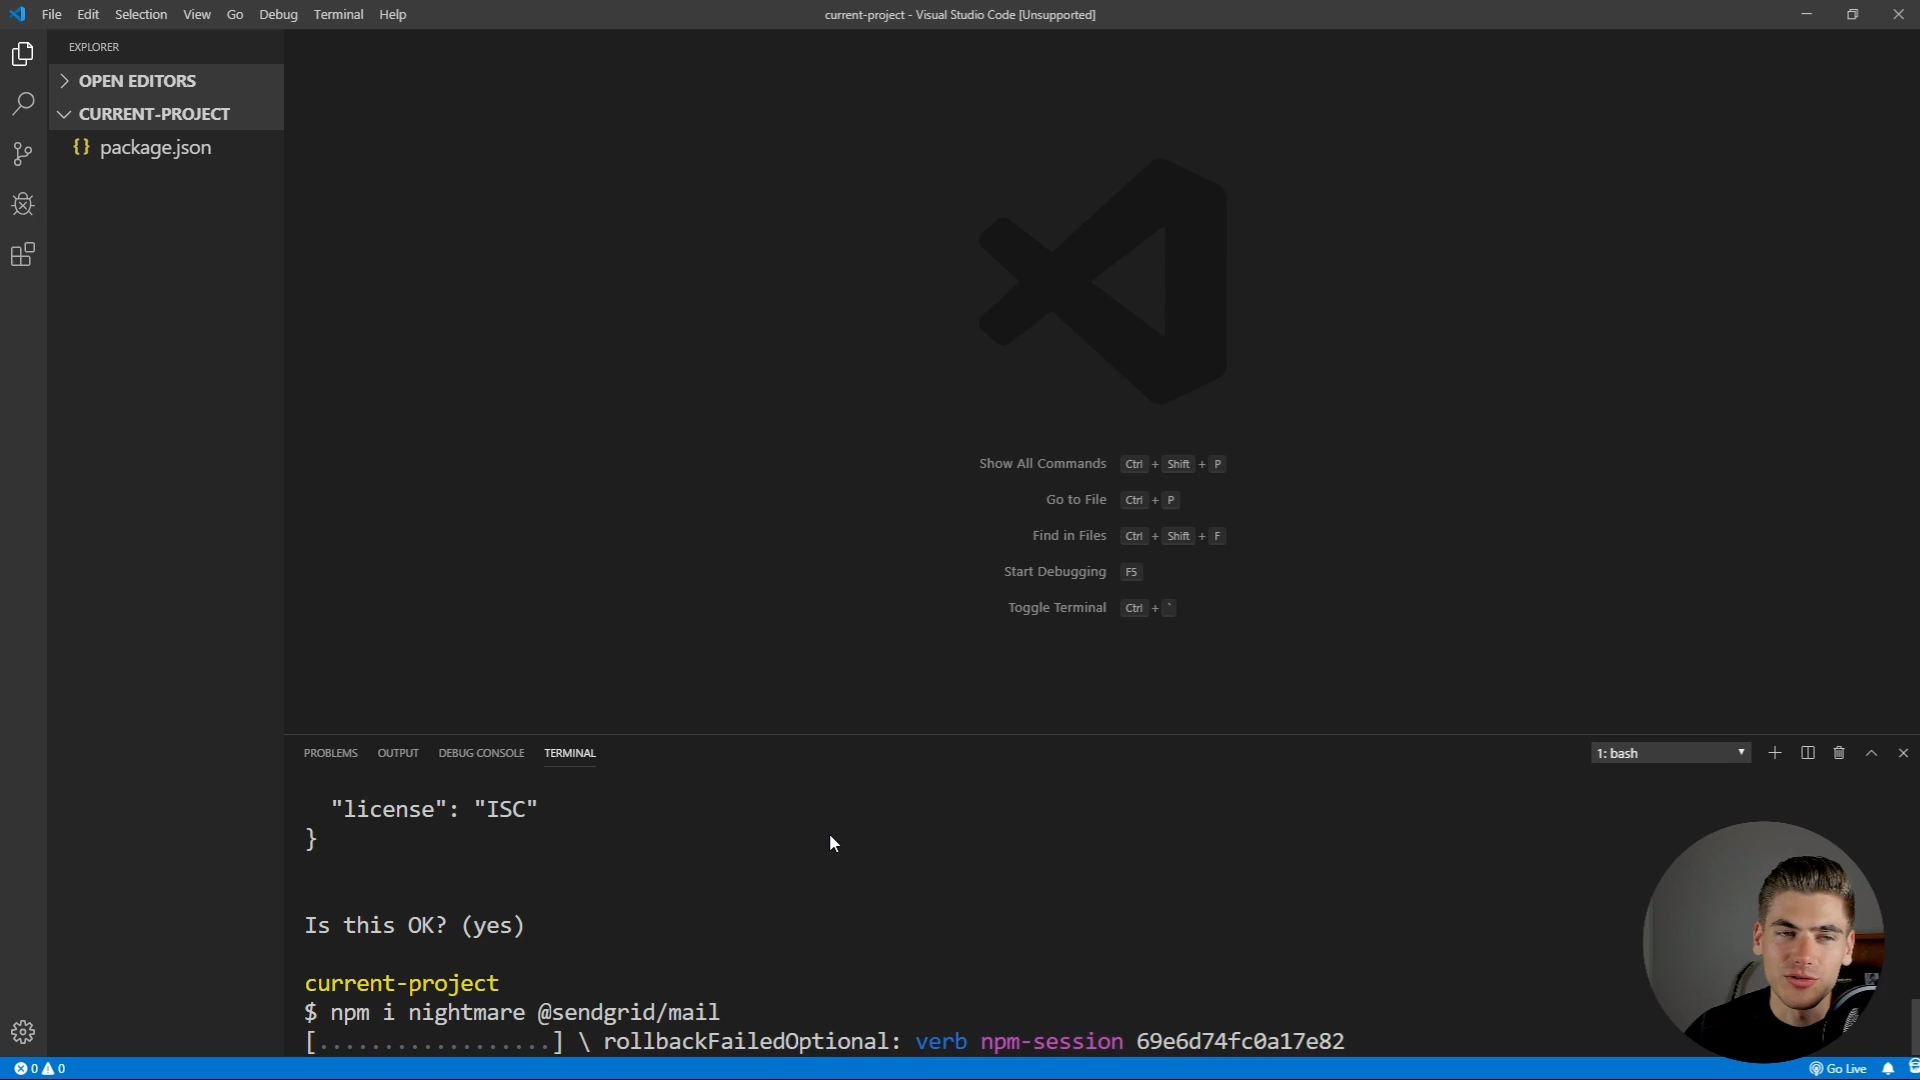 File Edit Selection View Go Debug Terminal Help
current-project - Visual Studio Code [Unsupported]
EXPLORER
OPEN EDITORS
CURRENT-PROJECT
{} package.json
Show All Commands Ctrl + Shift + P
Go to File Ctrl + P
Find in Files Ctrl + Shift + F
Start Debugging F5
Toggle Terminal Ctrl + `
PROBLEMS OUTPUT DEBUG CONSOLE TERMINAL
1: bash
"license": "ISC"
}
Is this OK? (yes)
current-project
$ npm i nightmare @sendgrid/mail
[..................] \ rollbackFailedOptional: verb npm-session 69e6d74fc0a17e82
0 0
Go Live